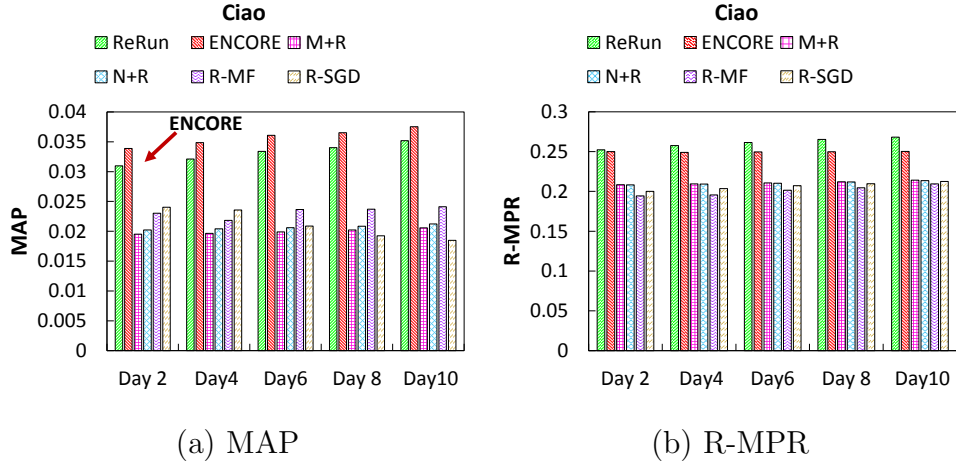 Ciao
ReRun ENCORE M+R
N+R R-MF R-SGD
0.04
0.035
0.03
0.025
0.02
0.015
0.01
0.005
0
MAP
ENCORE
Day 2 Day4 Day6 Day 8 Day10
(a) MAP
Ciao
ReRun ENCORE M+R
N+R R-MF R-SGD
0.3
0.25
0.2
0.15
0.1
0.05
0
R-MPR
Day 2 Day4 Day6 Day 8 Day10
(b) R-MPR